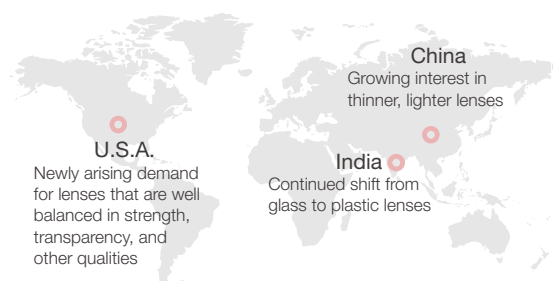 China
Growing interest in
thinner, lighter lenses
U.S.A.
Newly arising demand
for lenses that are well
balanced in strength,
transparency, and
other qualities
India
Continued shift from
glass to plastic lenses